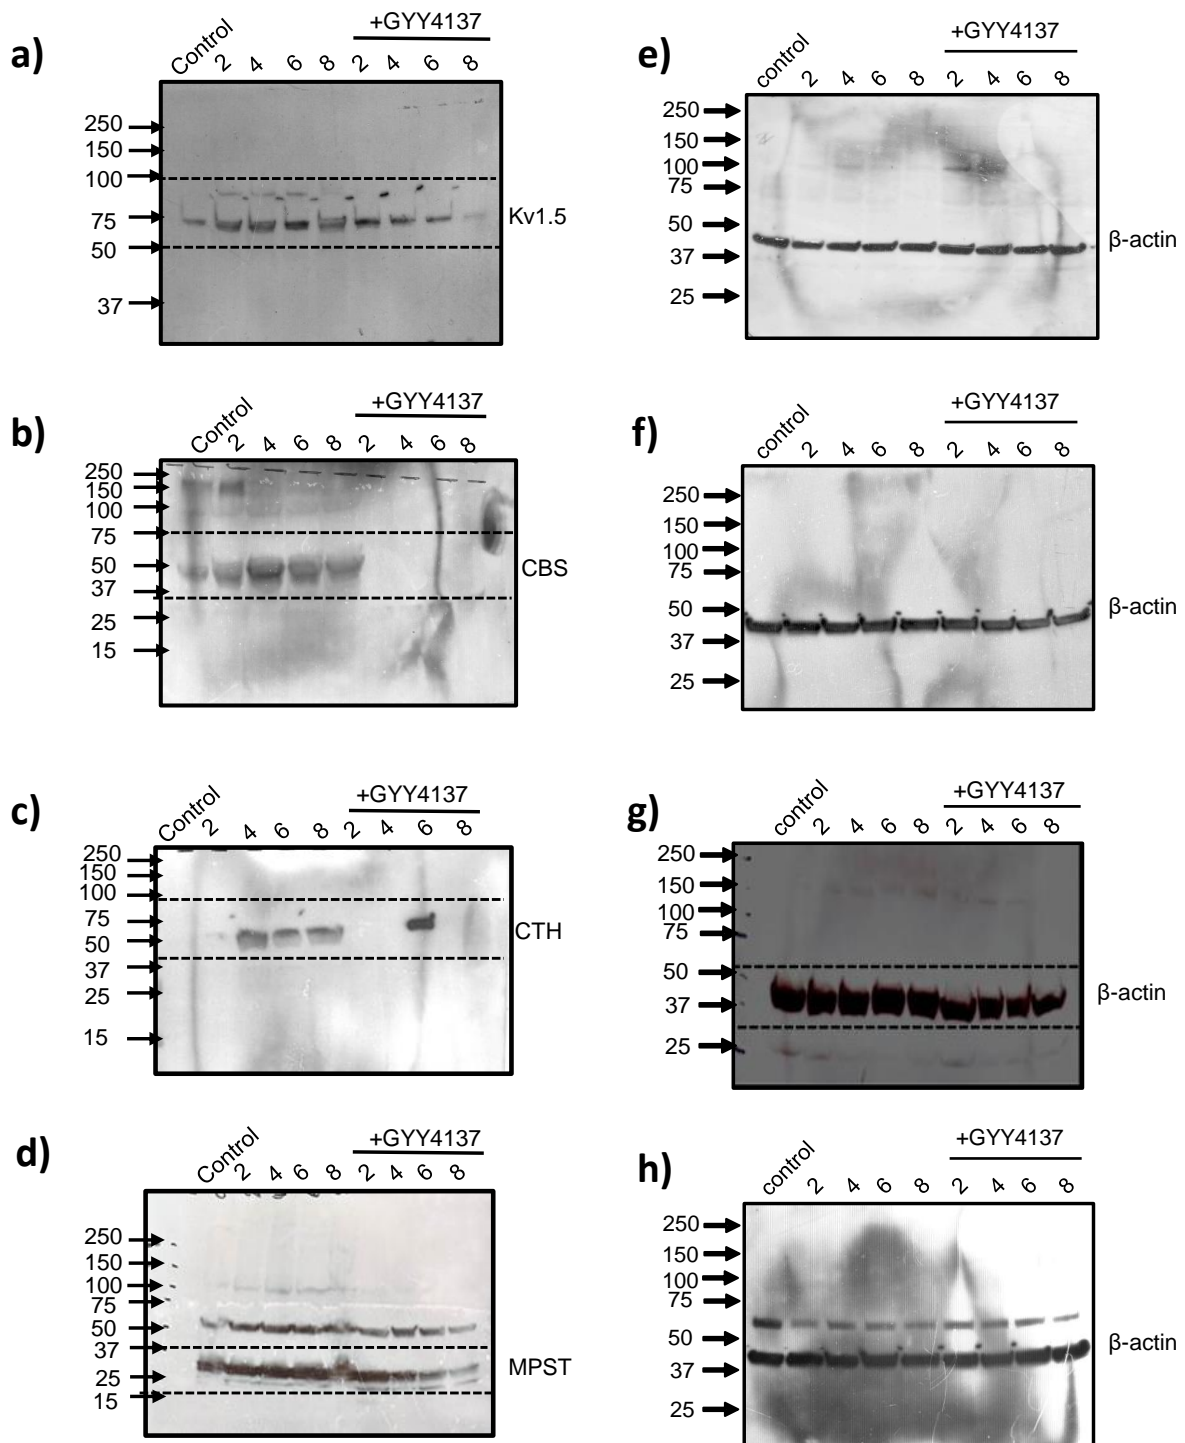 a)
+GYY4137
Control 2 4 6 8 2 4 6 8
250
150
100
75
50
37
Kv1.5
b)
+GYY4137
Control 2 4 6 8 2 4 6 8
250
150
100
75
50
37
25
15
CBS
c)
+GYY4137
Control 2 4 6 8 2 4 6 8
250
150
100
75
50
37
25
15
CTH
d)
+GYY4137
Control 2 4 6 8 2 4 6 8
250
150
100
75
50
37
25
15
MPST
e)
+GYY4137
control 2 4 6 8 2 4 6 8
250
150
100
75
50
37
25
β-actin
f)
+GYY4137
control 2 4 6 8 2 4 6 8
250
150
100
75
50
37
25
β-actin
g)
+GYY4137
control 2 4 6 8 2 4 6 8
250
150
100
75
50
37
25
β-actin
h)
+GYY4137
control 2 4 6 8 2 4 6 8
250
150
100
75
50
37
25
β-actin